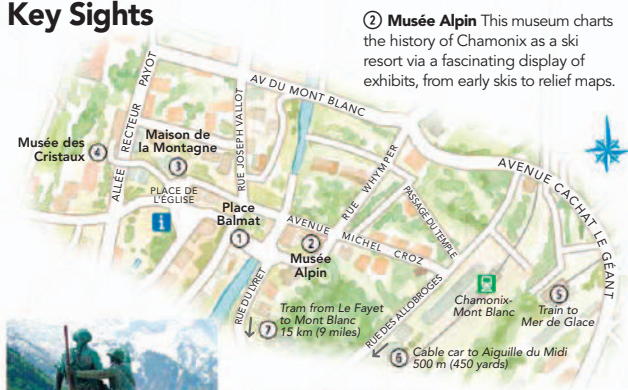 Key Sights
② Musée Alpin This museum charts
the history of Chamonix as a ski
resort via a fascinating display of
exhibits, from early skis to relief maps.
AV DU MONT BLANC
ALLÉE RECTEUR PAYOT
RUE JOSEPH VALLOT
Musée des
Cristaux
④
Maison de
la Montagne
③
PLACE DE
L'ÉGLISE
i
Place
Balmat
①
②
Musée
Alpin
AVENUE MICHEL CROZ
RUE WHYMPER
PASSAGE DU TEMPLE
AVENUE CACHAT LE GÉANT
RUE DU LYRET
⑦
Tram from Le Fayet
to Mont Blanc
15 km (9 miles)
RUE DES ALLOBROGES
Chamonix-
Mont Blanc
⑤
Train to
Mer de Glace
⑥
Cable car to Aiguille du Midi
500 m (450 yards)